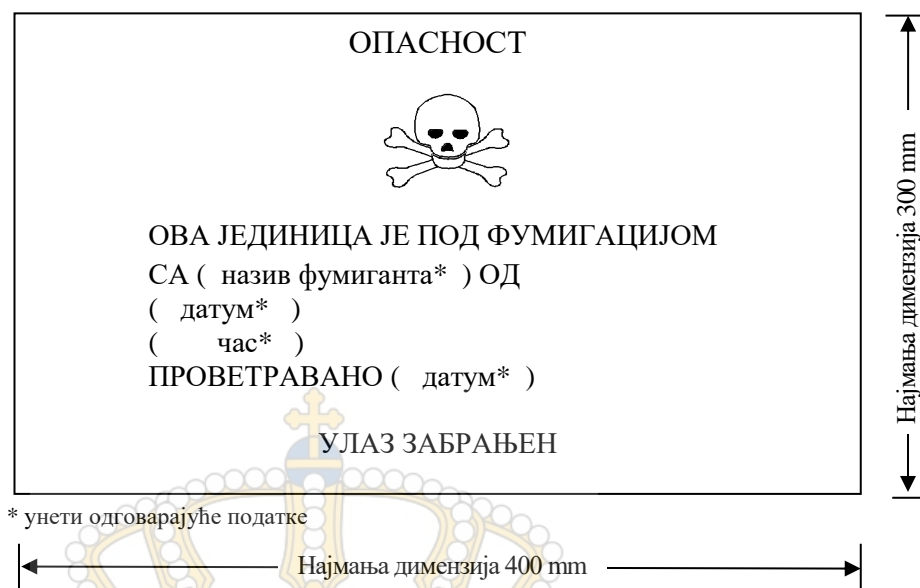 ОПАСНОСТ
ОВА ЈЕДИНИЦА ЈЕ ПОД ФУМИГАЦИЈОМ
СА ( назив фумиганта* ) ОД
( датум* )
( час* )
ПРОВЕТРАВАНО ( датум* )
УЛАЗ ЗАБРАЊЕН
Најмања димензија 300 mm
* унети одговарајуће податке
Најмања димензија 400 mm